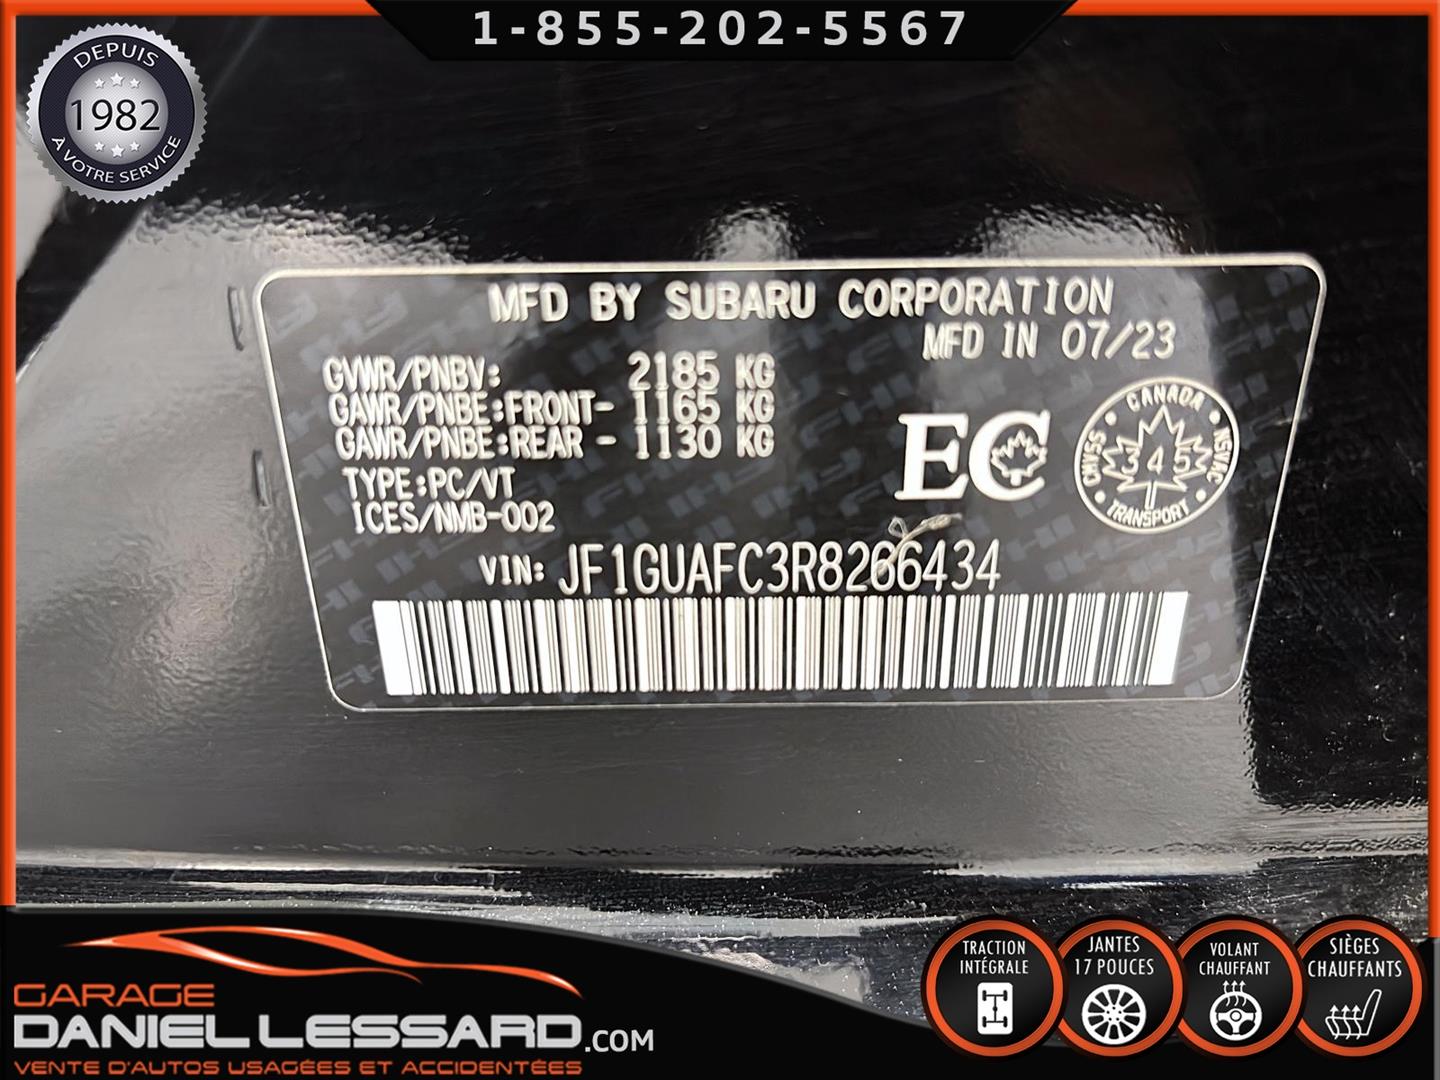 1-855-202-5567
DEPUIS
1982
À VOTRE SERVICE
MFD BY SUBARU CORPORATION
MFD IN 07/23
GVWR/PNBV: 2185 KG
GAWR/PNBE:FRONT- 1165 KG
GAWR/PNBE:REAR - 1130 KG
TYPE:PC/VT
ICES/NMB-002
EC
CANADA
CMVSS
345
NSVAC
TRANSPORT
VIN: JF1GUAFC3R8266434
GARAGE
DANIEL LESSARD.COM
VENTE D'AUTOS USAGÉES ET ACCIDENTÉES
TRACTION
INTÉGRALE
JANTES
17 POUCES
VOLANT
CHAUFFANT
SIÈGES
CHAUFFANTS